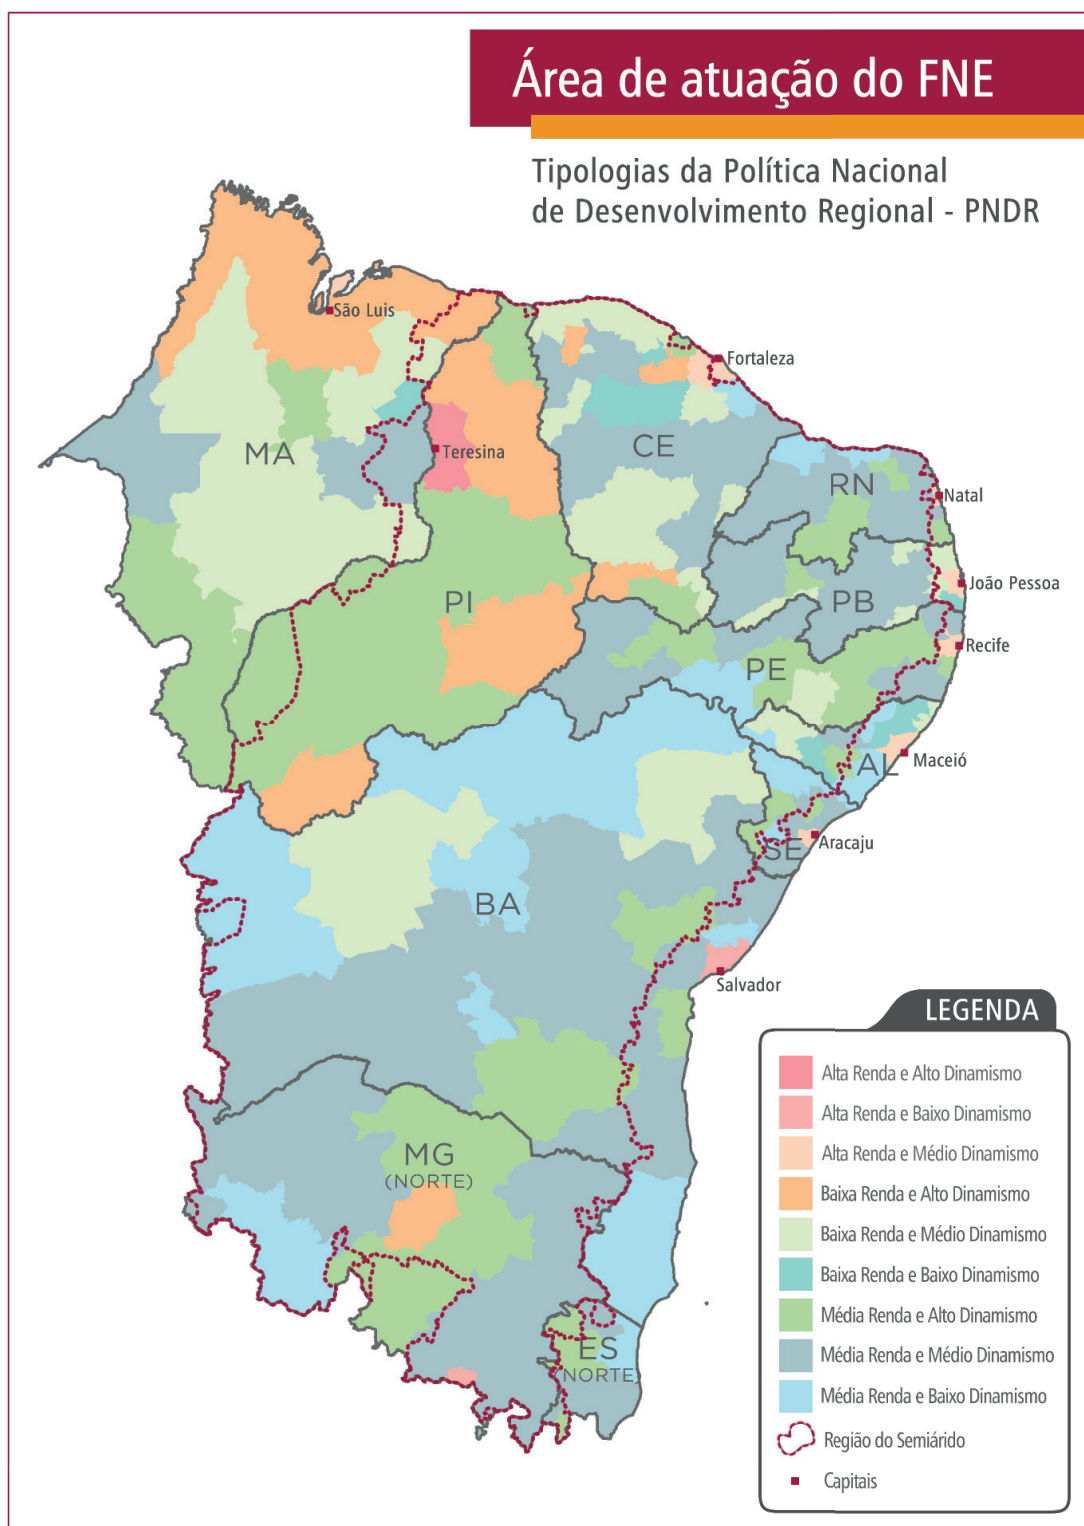 Área de atuação do FNE
Tipologias da Política Nacional
de Desenvolvimento Regional - PNDR
São Luis
Fortaleza
Teresina
MA
CE
RN
Natal
João Pessoa
PI
PB
Recife
PE
Maceió
AL
Aracaju
SE
BA
Salvador
MG
(NORTE)
ES
(NORTE)
LEGENDA
Alta Renda e Alto Dinamismo
Alta Renda e Baixo Dinamismo
Alta Renda e Médio Dinamismo
Baixa Renda e Alto Dinamismo
Baixa Renda e Médio Dinamismo
Baixa Renda e Baixo Dinamismo
Média Renda e Alto Dinamismo
Média Renda e Médio Dinamismo
Média Renda e Baixo Dinamismo
Região do Semiárido
Capitais